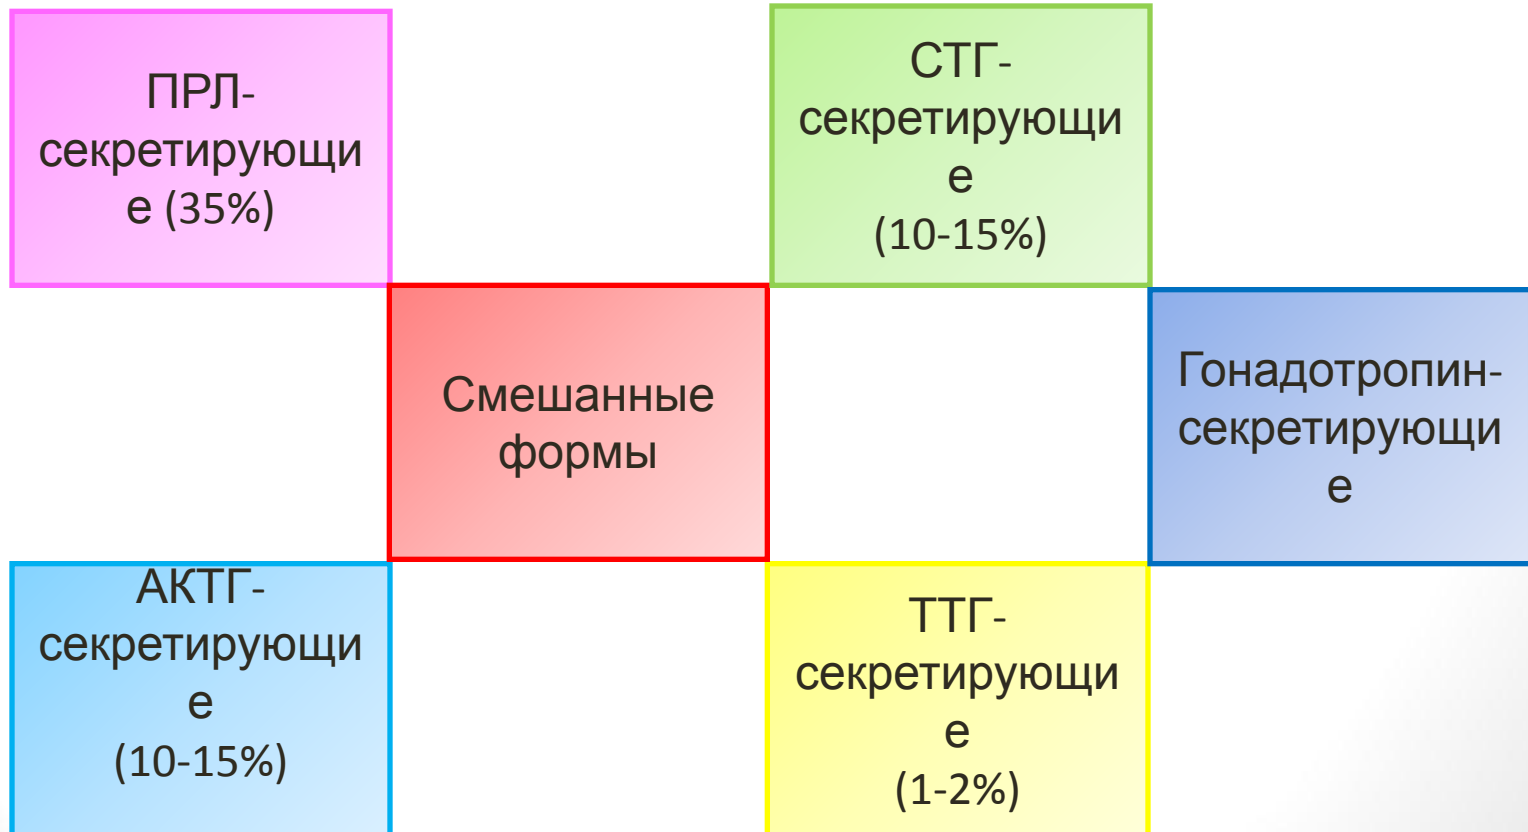 ПРЛ-
секретирующи
е (35%)
СТГ-
секретирующи
е
(10-15%)
Смешанные
формы
Гонадотропин-
секретирующи
е
АКТГ-
секретирующи
е
(10-15%)
ТТГ-
секретирующи
е
(1-2%)